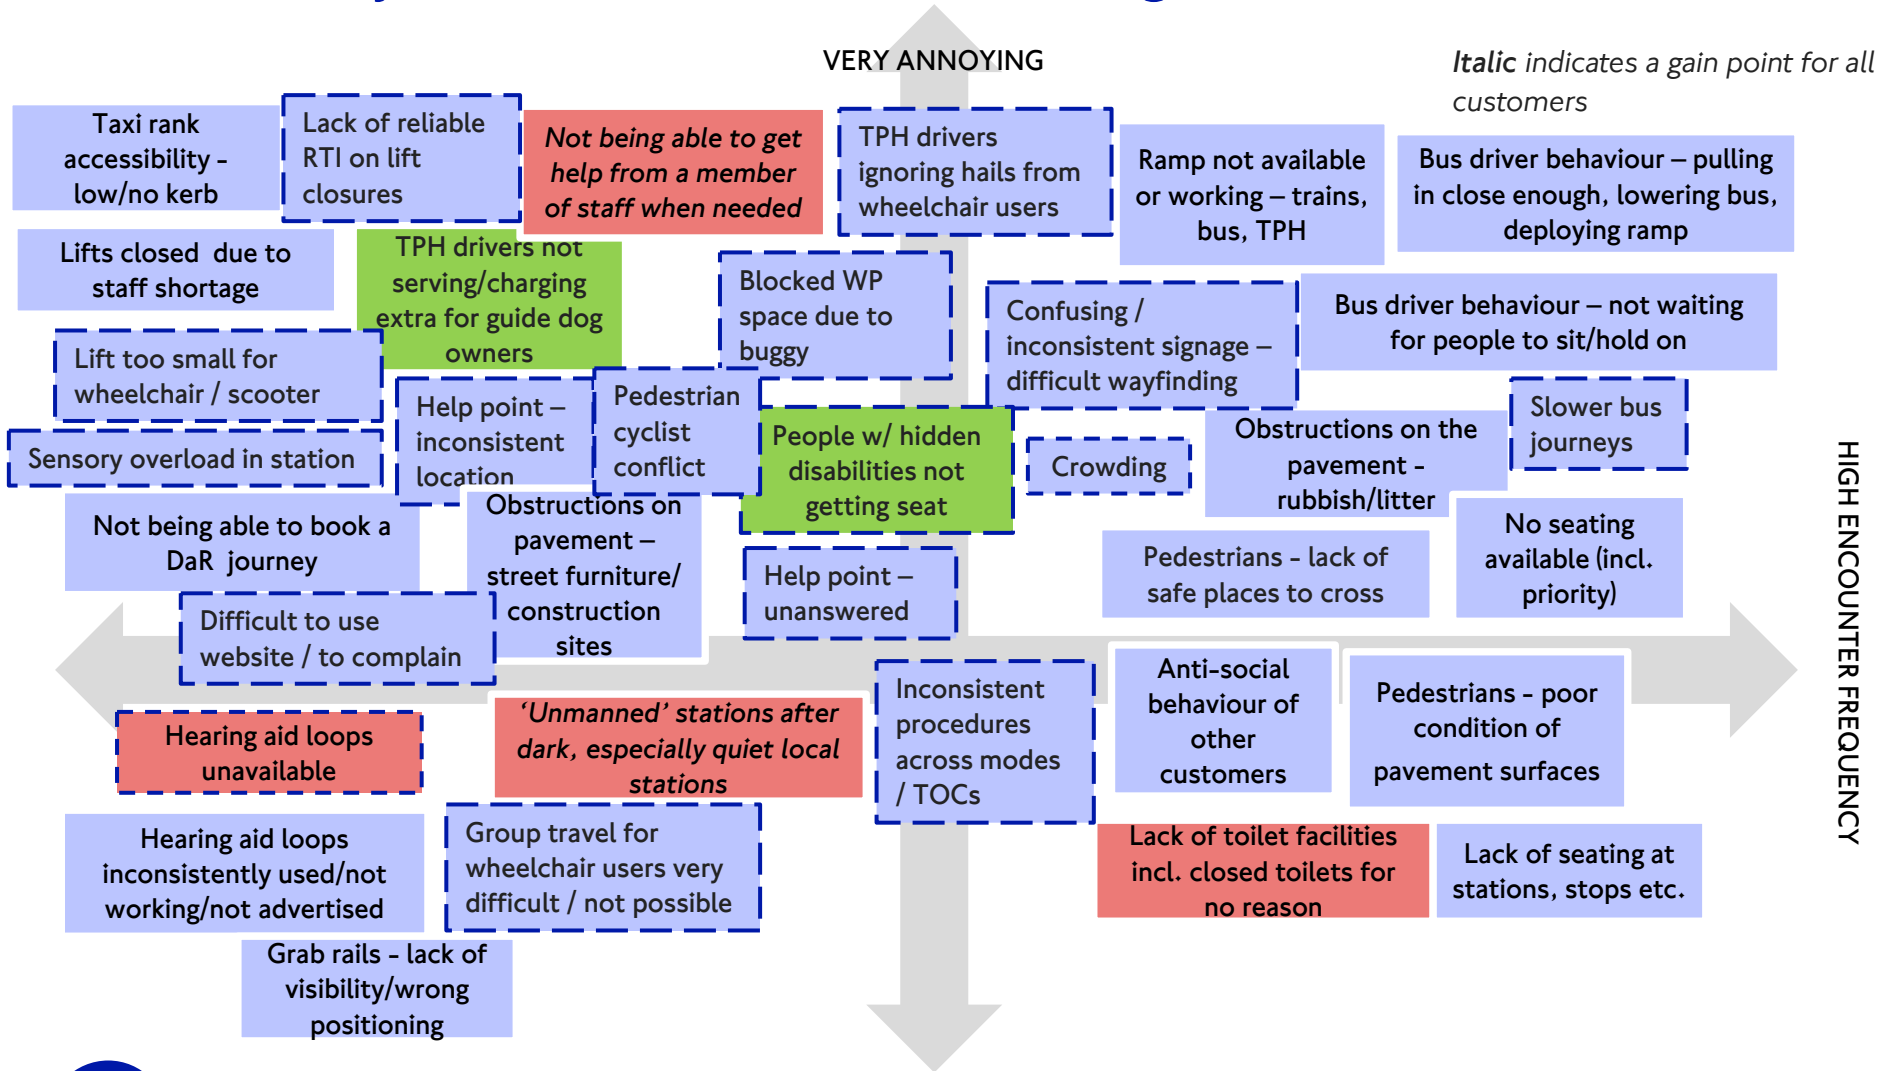 VERY ANNOYING
Italic indicates a gain point for all
customers
Taxi rank
accessibility -
low/no kerb
Lack of reliable
RTI on lift
closures
Not being able to get
help from a member
of staff when needed
TPH drivers
ignoring hails from
wheelchair users
Ramp not available
or working – trains,
bus, TPH
Bus driver behaviour – pulling
in close enough, lowering bus,
deploying ramp
Lifts closed due to
staff shortage
TPH drivers not
serving/charging
extra for guide dog
owners
Blocked WP
space due to
buggy
Confusing /
inconsistent signage –
difficult wayfinding
Bus driver behaviour – not waiting
for people to sit/hold on
Lift too small for
wheelchair / scooter
Help point –
inconsistent
location
Pedestrian
cyclist
conflict
People w/ hidden
disabilities not
getting seat
Crowding
Obstructions on the
pavement -
rubbish/litter
Slower bus
journeys
Sensory overload in station
Not being able to book a
DaR journey
Obstructions on
pavement –
street furniture/
construction
sites
Help point –
unanswered
Pedestrians - lack of
safe places to cross
No seating
available (incl.
priority)
HIGH ENCOUNTER FREQUENCY
Difficult to use
website / to complain
Hearing aid loops
unavailable
‘Unmanned’ stations after
dark, especially quiet local
stations
Inconsistent
procedures
across modes
/ TOCs
Anti-social
behaviour of
other
customers
Pedestrians - poor
condition of
pavement surfaces
Hearing aid loops
inconsistently used/not
working/not advertised
Group travel for
wheelchair users very
difficult / not possible
Lack of toilet facilities
incl. closed toilets for
no reason
Lack of seating at
stations, stops etc.
Grab rails - lack of
visibility/wrong
positioning